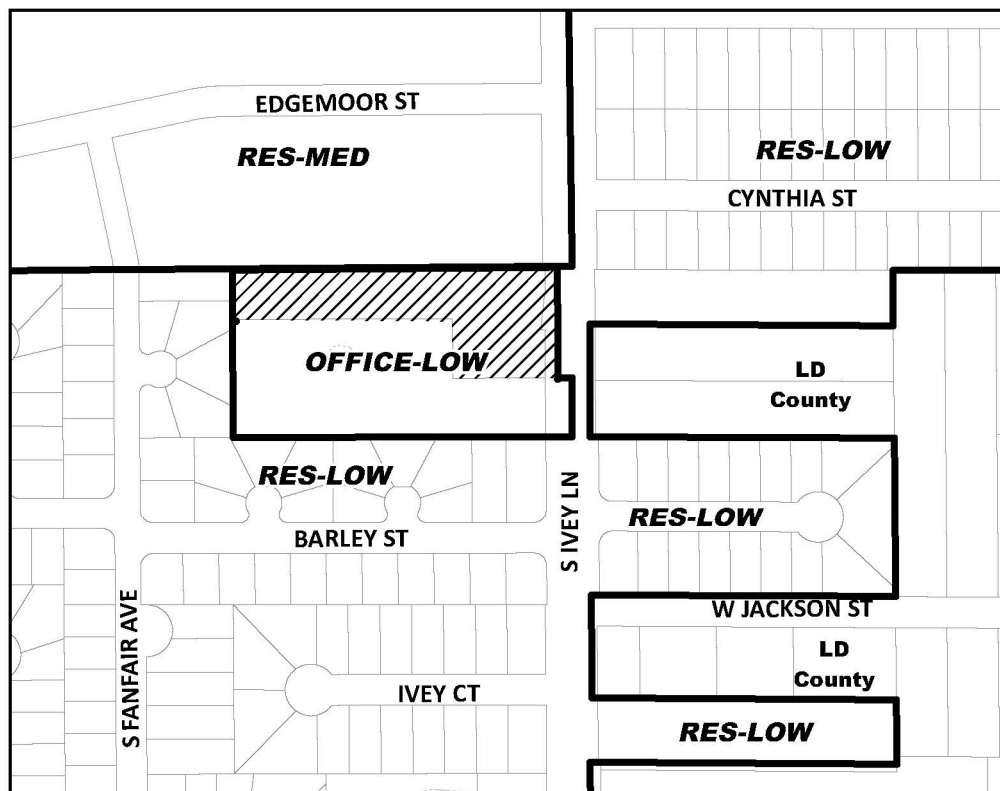 EDGEMOOR ST
RES-MED
RES-LOW
CYNTHIA ST
OFFICE-LOW
LD
County
RES-LOW
BARLEY ST
S IVEY LN
RES-LOW
W JACKSON ST
S FANFAIR AVE
IVEY CT
LD
County
RES-LOW